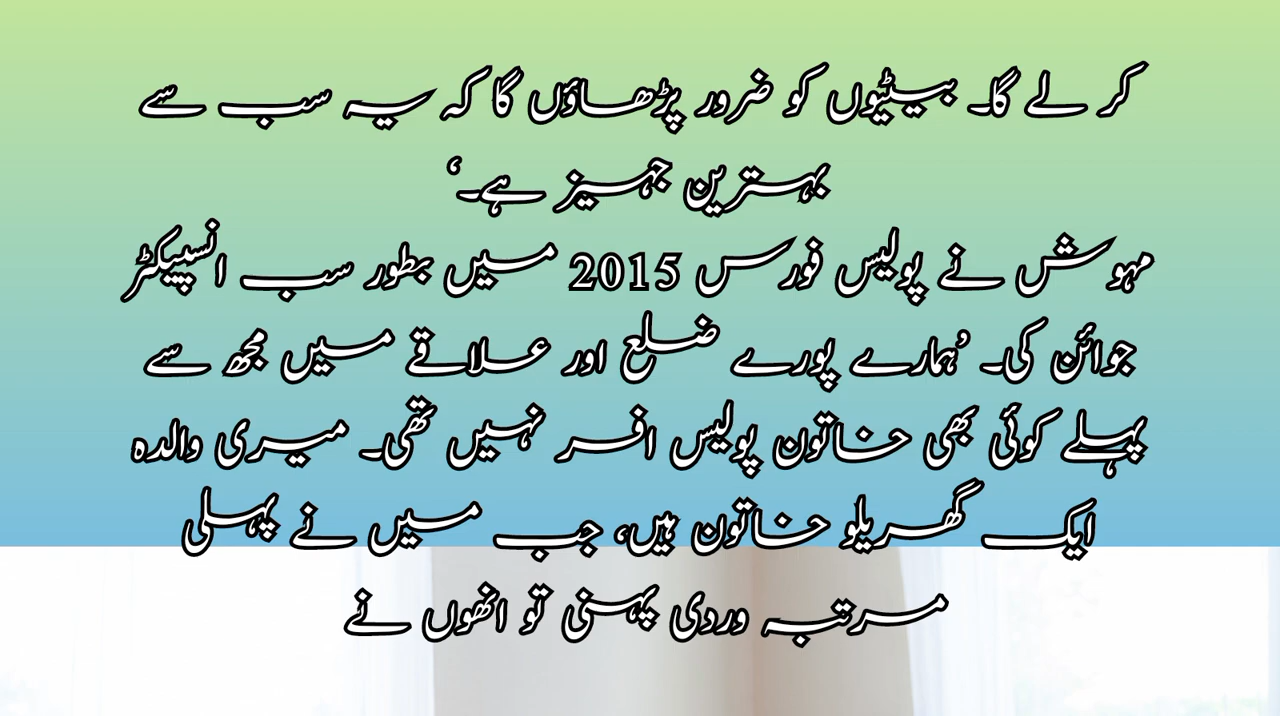 کر لے گا۔ بیٹیوں کو ضرور پڑھاؤں گا کہ یہ سب سے
بہترین جہیز ہے۔‘
مہوش نے پولیس فورس 2015 میں بطور سب انسپیکٹر
جوائن کی۔ ’ہمارے پورے ضلع اور علاقے میں مجھ سے
پہلے کوئی بھی خاتون پولیس افسر نہیں تھی۔ میری والدہ
ایک گھریلو خاتون ہیں، جب میں نے پہلی
مرتبہ وردی پہنی تو انھوں نے